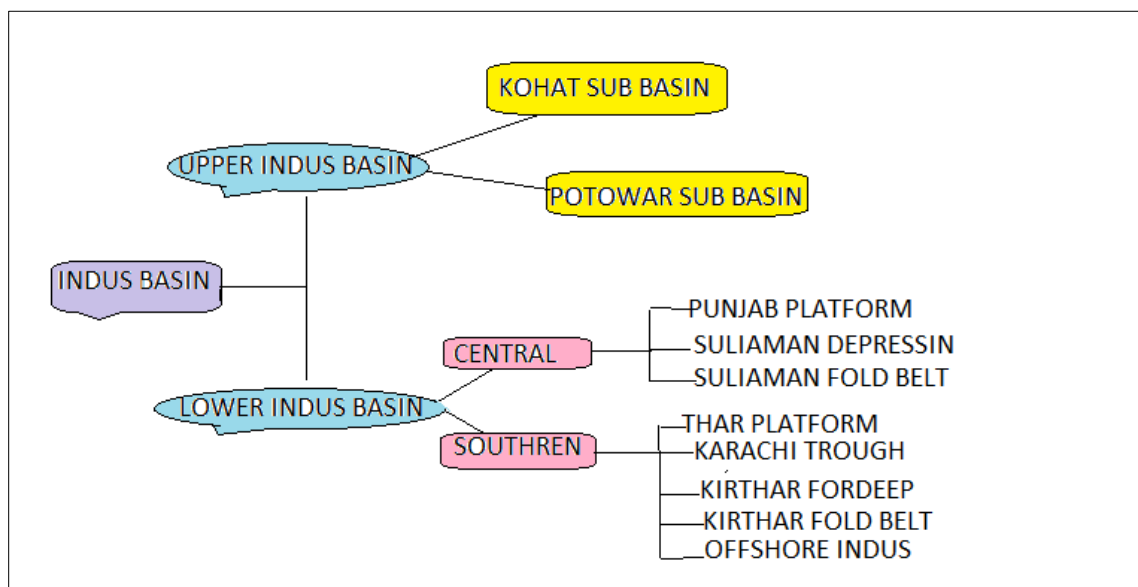 KOHAT SUB BASIN
UPPER INDUS BASIN
POTOWAR SUB BASIN
INDUS BASIN
PUNJAB PLATFORM
CENTRAL
SULIAMAN DEPRESSIN
SULIAMAN FOLD BELT
LOWER INDUS BASIN
THAR PLATFORM
SOUTHREN
KARACHI TROUGH
KIRTHAR FORDEEP
KIRTHAR FOLD BELT
OFFSHORE INDUS